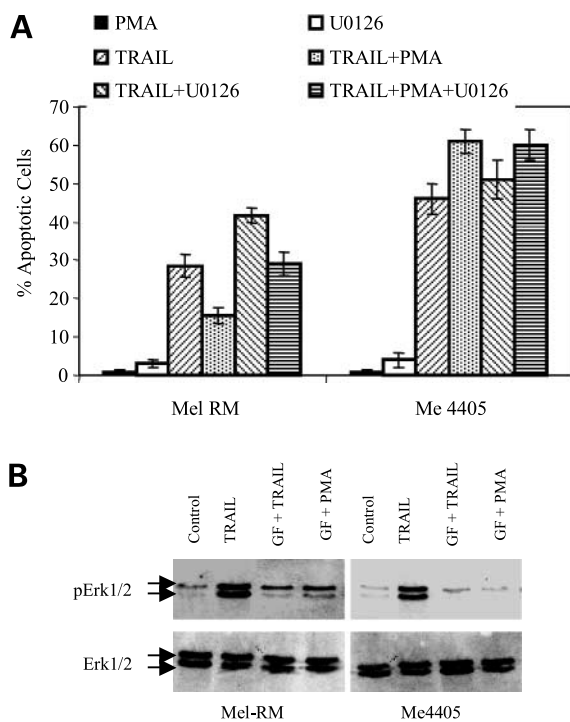 A
PMA
U0126
TRAIL
TRAIL+PMA
TRAIL+U0126
TRAIL+PMA+U0126
70
60
50
40
30
20
10
0
% Apoptotic Cells
Mel RM
Me 4405
B
Control
TRAIL
GF + TRAIL
GF + PMA
Control
TRAIL
GF + TRAIL
GF + PMA
pErk1/2
Erk1/2
Mel-RM
Me4405